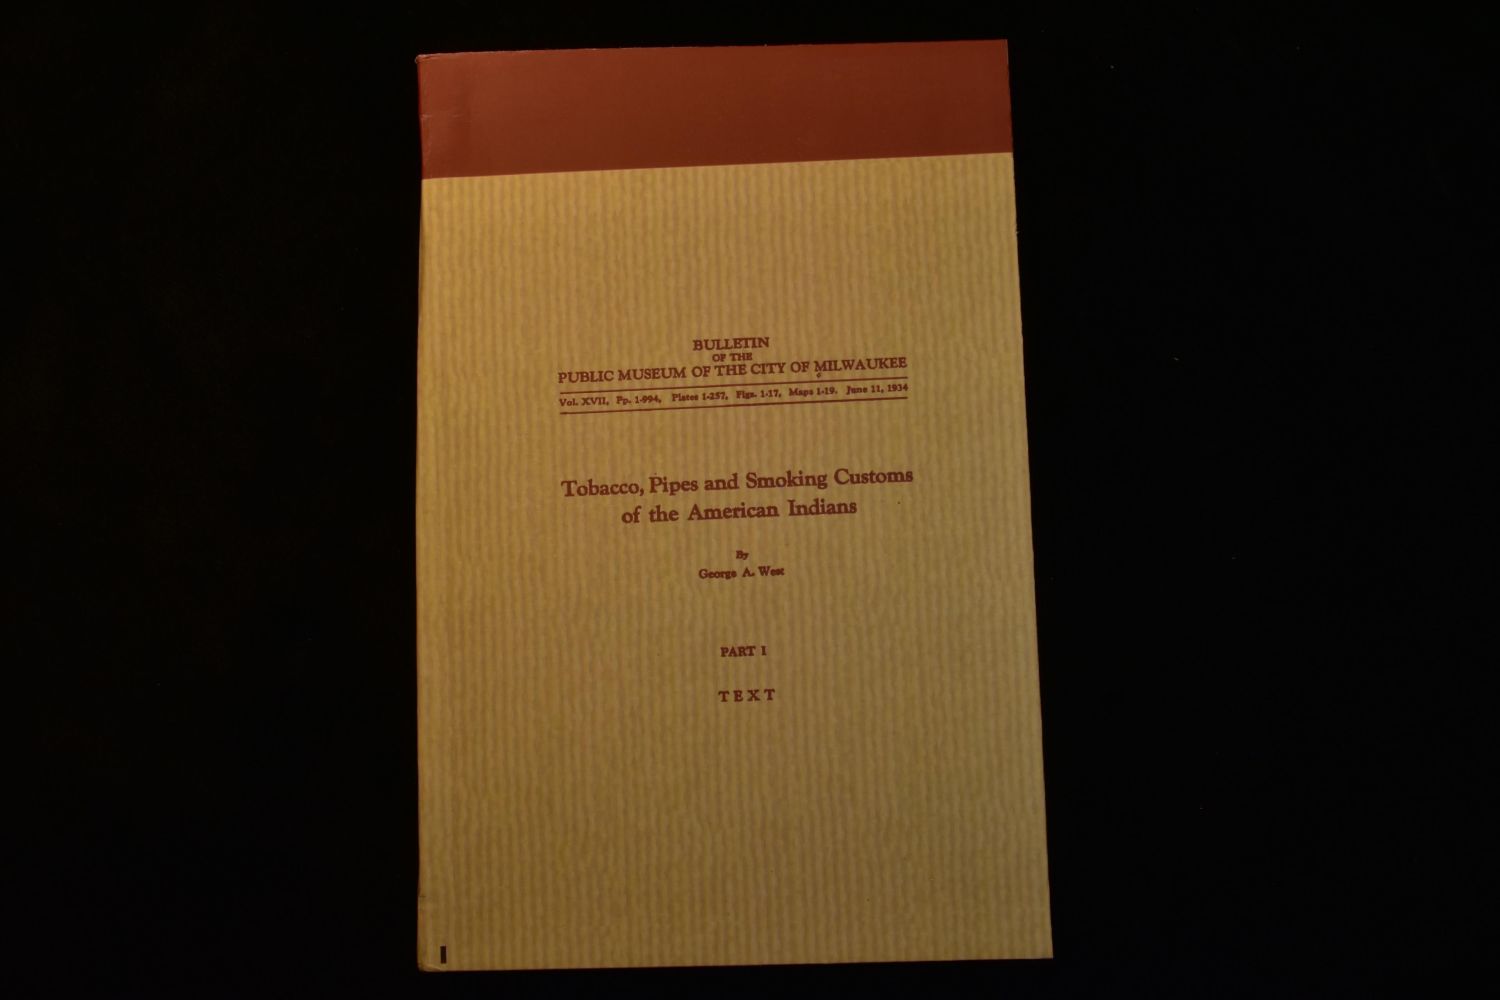 BULLETIN
OF THE
PUBLIC MUSEUM OF THE CITY OF MILWAUKEE
Vol. XVII, Pp. 1-994, Plates 1-257, Figs. 1-17, Maps 1-19. June 11, 1934
Tobacco, Pipes and Smoking Customs
of the American Indians
By
George A. West
PART I
TEXT